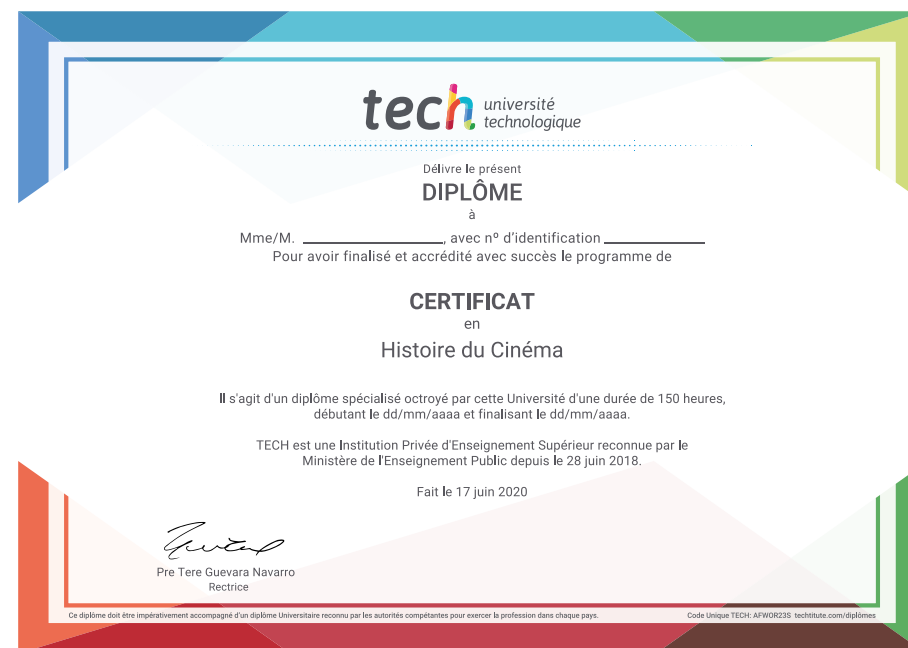 tech université
technologique
Délivre le présent
DIPLÔME
à
Mme/M. ____________________, avec nº d'identification ______________
Pour avoir finalisé et accrédité avec succès le programme de
CERTIFICAT
en
Histoire du Cinéma
Il s'agit d'un diplôme spécialisé octroyé par cette Université d'une durée de 150 heures,
débutant le dd/mm/aaaa et finalisant le dd/mm/aaaa.
TECH est une Institution Privée d'Enseignement Supérieur reconnue par le
Ministère de l'Enseignement Public depuis le 28 juin 2018.
Fait le 17 juin 2020
Pre Tere Guevara Navarro
Rectrice
Ce diplôme doit être impérativement accompagné d'un diplôme Universitaire reconnu par les autorités compétantes pour exercer la profession dans chaque pays. Code Unique TECH: AFWOR23S techtitute.com/diplômes